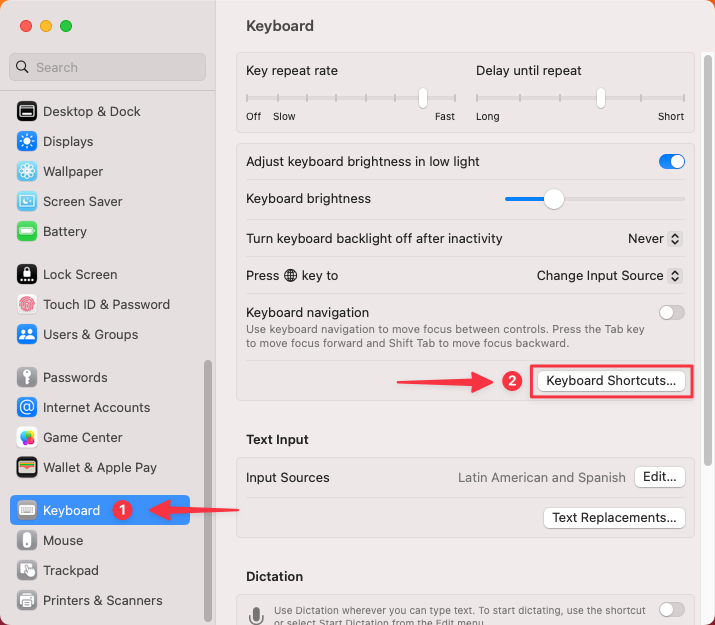 Keyboard
Search
Desktop & Dock
Displays
Wallpaper
Screen Saver
Battery
Lock Screen
Touch ID & Password
Users & Groups
Passwords
Internet Accounts
Game Center
Wallet & Apple Pay
Keyboard 1
Mouse
Trackpad
Printers & Scanners
Key repeat rate
Off Slow Fast
Delay until repeat
Long Short
Adjust keyboard brightness in low light
Keyboard brightness
Turn keyboard backlight off after inactivity Never
Press key to Change Input Source
Keyboard navigation
Use keyboard navigation to move focus between controls. Press the Tab key
to move focus forward and Shift Tab to move focus backward.
2 Keyboard Shortcuts...
Text Input
Input Sources Latin American and Spanish Edit...
Text Replacements...
Dictation
Use Dictation wherever you can type text. To start dictating, use the shortcut
or select Start Dictation from the Edit menu.